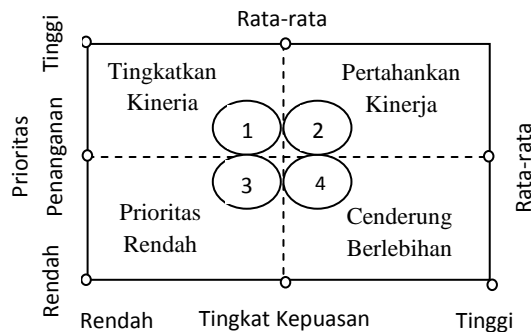 Rata-rata
Tinggi
Tingkatkan
Kinerja
Pertahankan
Kinerja
Prioritas
Penanganan
1
2
3
4
Rata-rata
Prioritas
Rendah
Cenderung
Berlebihan
Rendah
Rendah
Tingkat Kepuasan
Tinggi